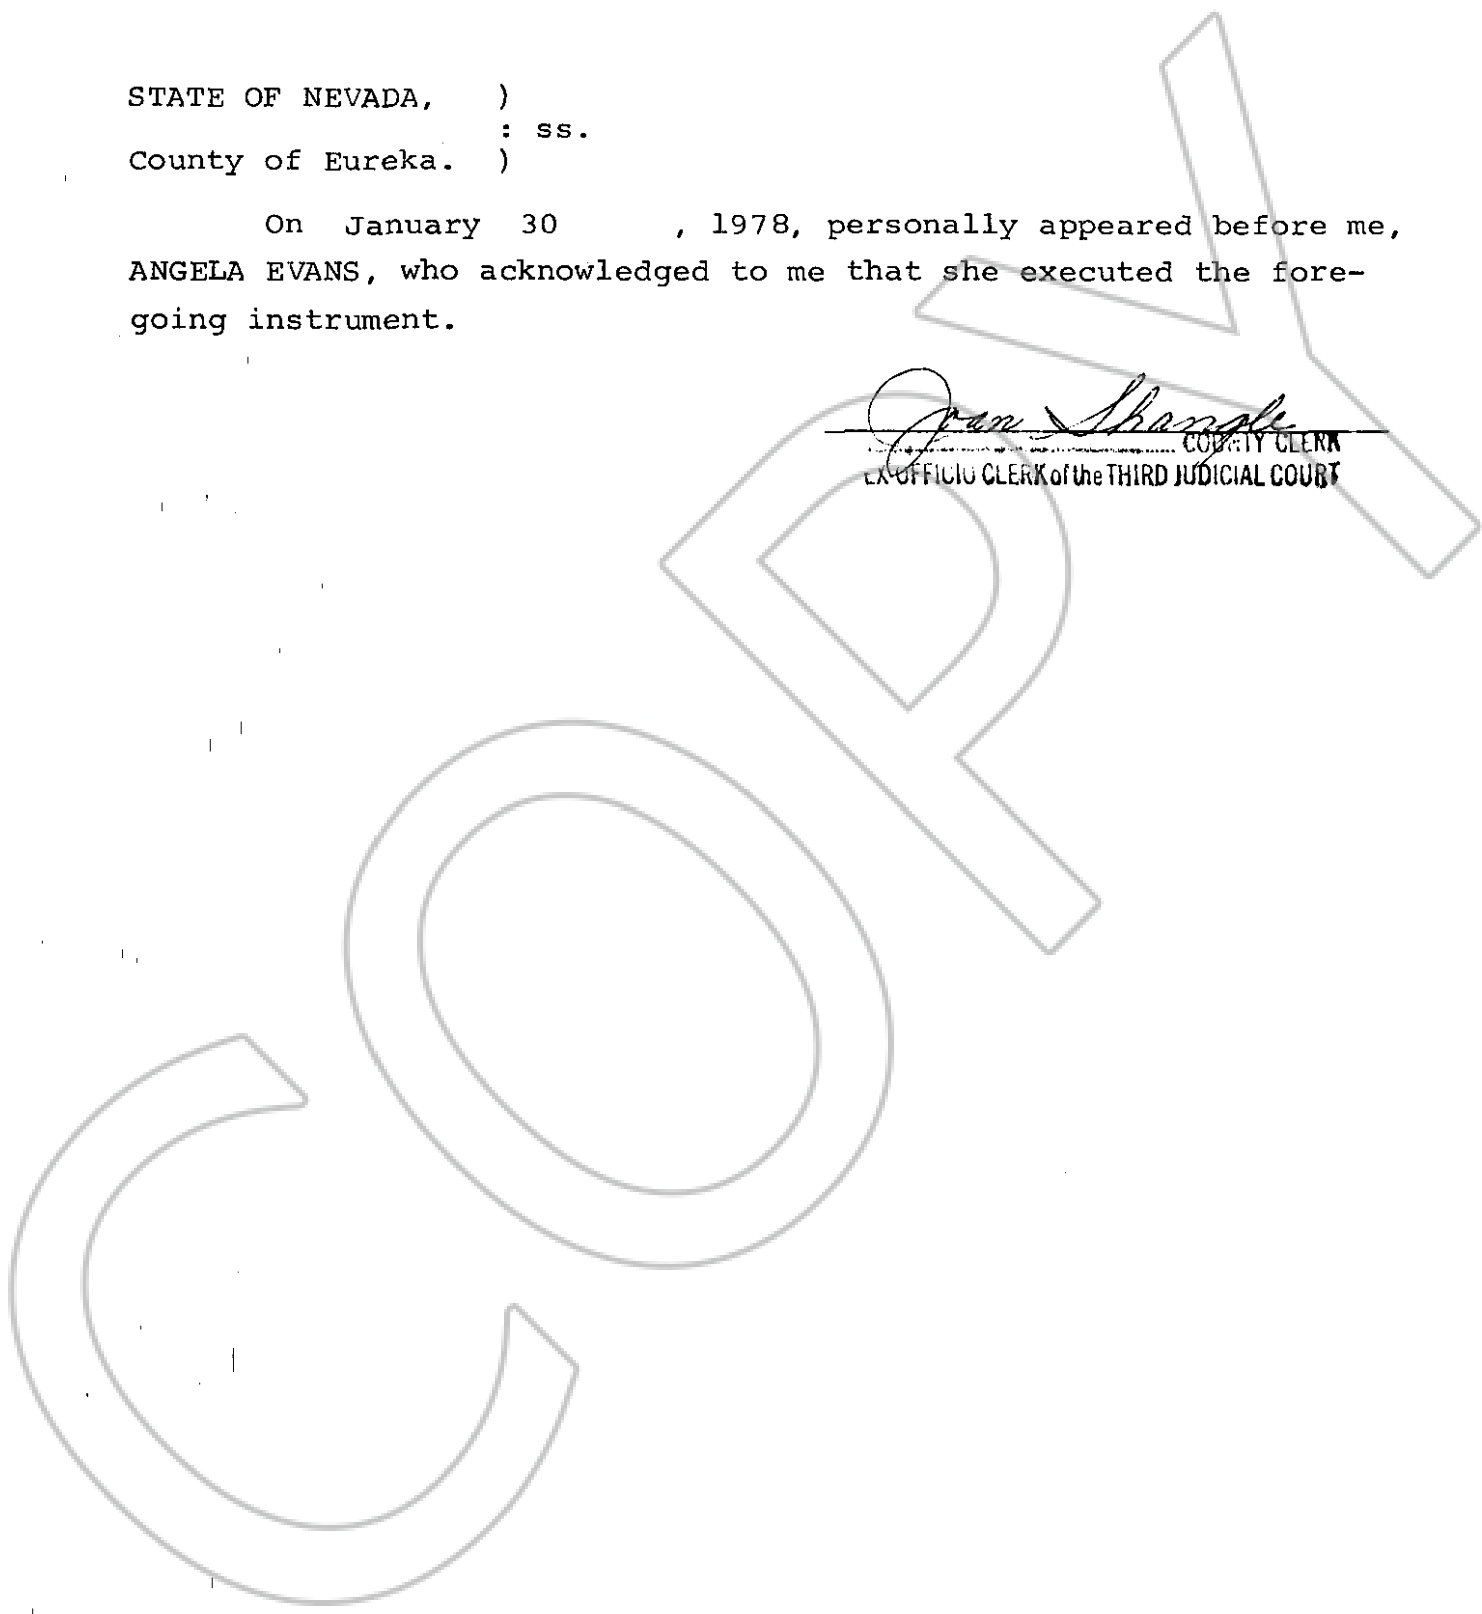 STATE OF NEVADA, )
: ss.
County of Eureka. )
On January 30 , 1978, personally appeared before me,
ANGELA EVANS, who acknowledged to me that she executed the fore-
going instrument.
Joan Shangle
COUNTY CLERK
EX-OFFICIO CLERK of the THIRD JUDICIAL COURT
COPY